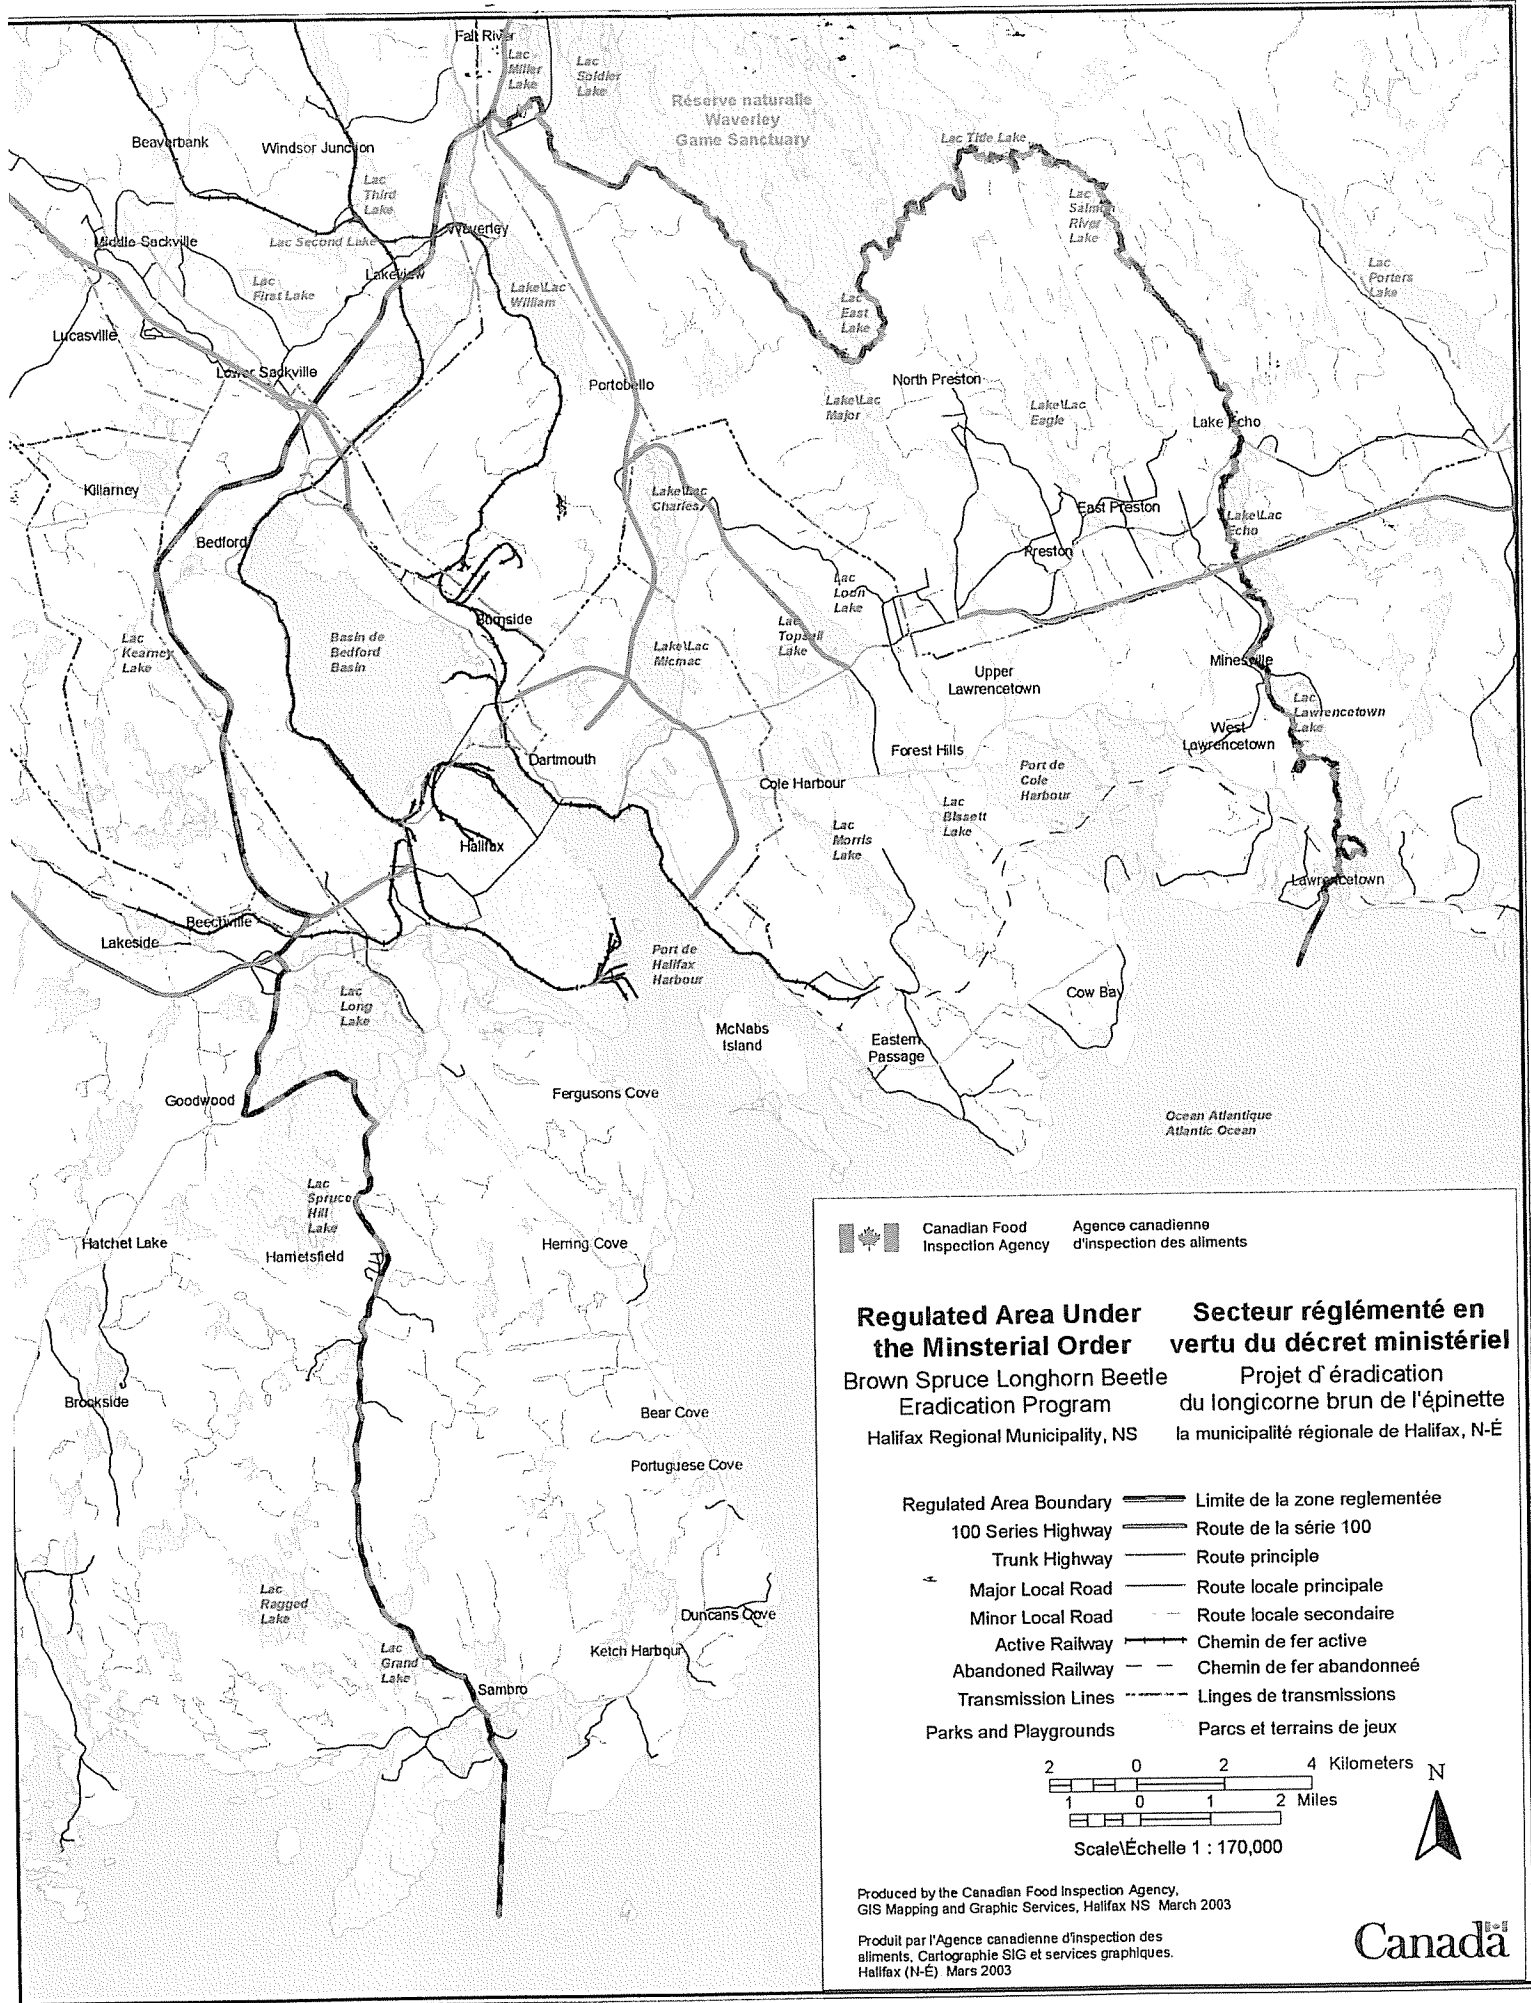 Fall River
Lac
Miller
Lake
Lac
Soldier
Lake
Réserve naturalle
Waverley
Game Sanctuary
Lac Tide Lake
Beaverbank
Windsor Junction
Lac
Third
Lake
Lac
Salmon
River
Lake
Middle Sackville
Lac Second Lake
Waverley
Lakeview
Lac
First Lake
Lake\Lac
William
Lac
East
Lake
Lac
Porters
Lake
Lucasville
Lower Sackville
Portobello
North Preston
Lake\Lac
Major
Lake\Lac
Eagle
Lake Echo
Killarney
Lake\Lac
Charles
East Preston
Lake\Lac
Echo
Bedford
Preston
Lac
Loon
Lake
Burnside
Lac
Kearney
Lake
Basin de
Bedford
Basin
Lake\Lac
Micmac
Lac
Topsail
Lake
Upper
Lawrencetown
Minesville
Lac
Lawrencetown
Lake
West
Lawrencetown
Dartmouth
Forest Hills
Cole Harbour
Port de
Cole
Harbour
Lac
Bissett
Lake
Lac
Morris
Lake
Halifax
Lawrencetown
Beechville
Lakeside
Port de
Halifax
Harbour
Lac
Long
Lake
Cow Bay
McNabs
Island
Eastern
Passage
Goodwood
Fergusons Cove
Ocean Atlantique
Atlantic Ocean
Lac
Spruce
Hill
Lake
Hatchet Lake
Harrietsfield
Herring Cove
Brookside
Bear Cove
Portuguese Cove
Lac
Ragged
Lake
Duncans Cove
Lac
Grand
Lake
Ketch Harbour
Sambro
Canadian Food
Inspection Agency
Agence canadienne
d'inspection des aliments
Regulated Area Under
the Minsterial Order
Secteur réglémenté en
vertu du décret ministériel
Brown Spruce Longhorn Beetle
Eradication Program
Projet d`éradication
du longicorne brun de l'épinette
Halifax Regional Municipality, NS
la municipalité régionale de Halifax, N-É
Regulated Area Boundary Limite de la zone reglementée
100 Series Highway Route de la série 100
Trunk Highway Route principle
Major Local Road Route locale principale
Minor Local Road Route locale secondaire
Active Railway Chemin de fer active
Abandoned Railway Chemin de fer abandonneé
Transmission Lines Linges de transmissions
Parks and Playgrounds Parcs et terrains de jeux
2 0 2 4 Kilometers
N
1 0 1 2 Miles
Scale\Échelle 1 : 170,000
Produced by the Canadian Food Inspection Agency,
GIS Mapping and Graphic Services, Halifax NS March 2003
Produit par l'Agence canadienne d'inspection des
aliments, Cartographie SIG et services graphiques.
Halifax (N-É) Mars 2003
Canada